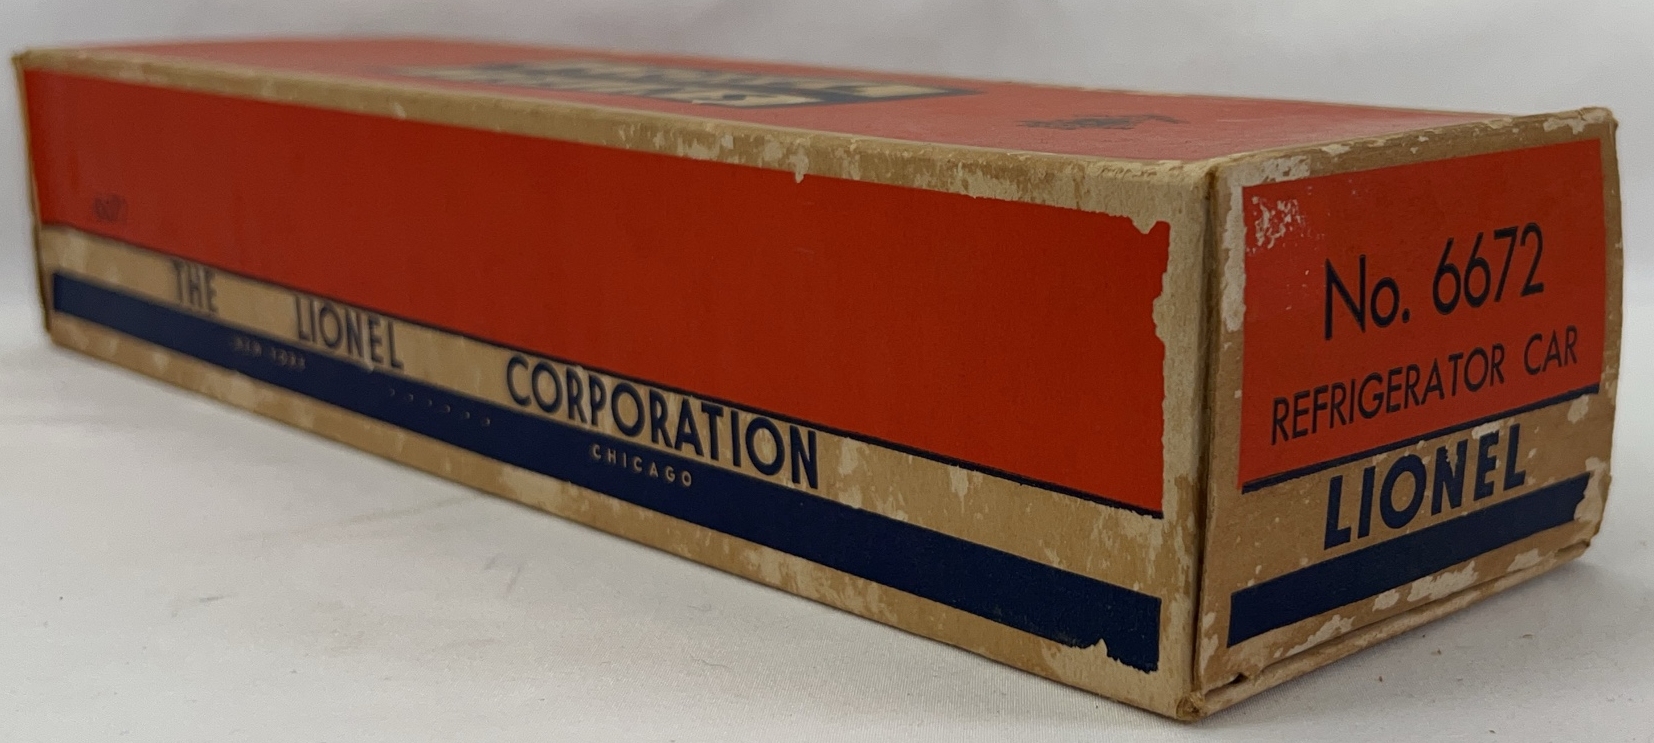 THE LIONEL CORPORATION
NEW YORK
CHICAGO
No. 6672
REFRIGERATOR CAR
LIONEL